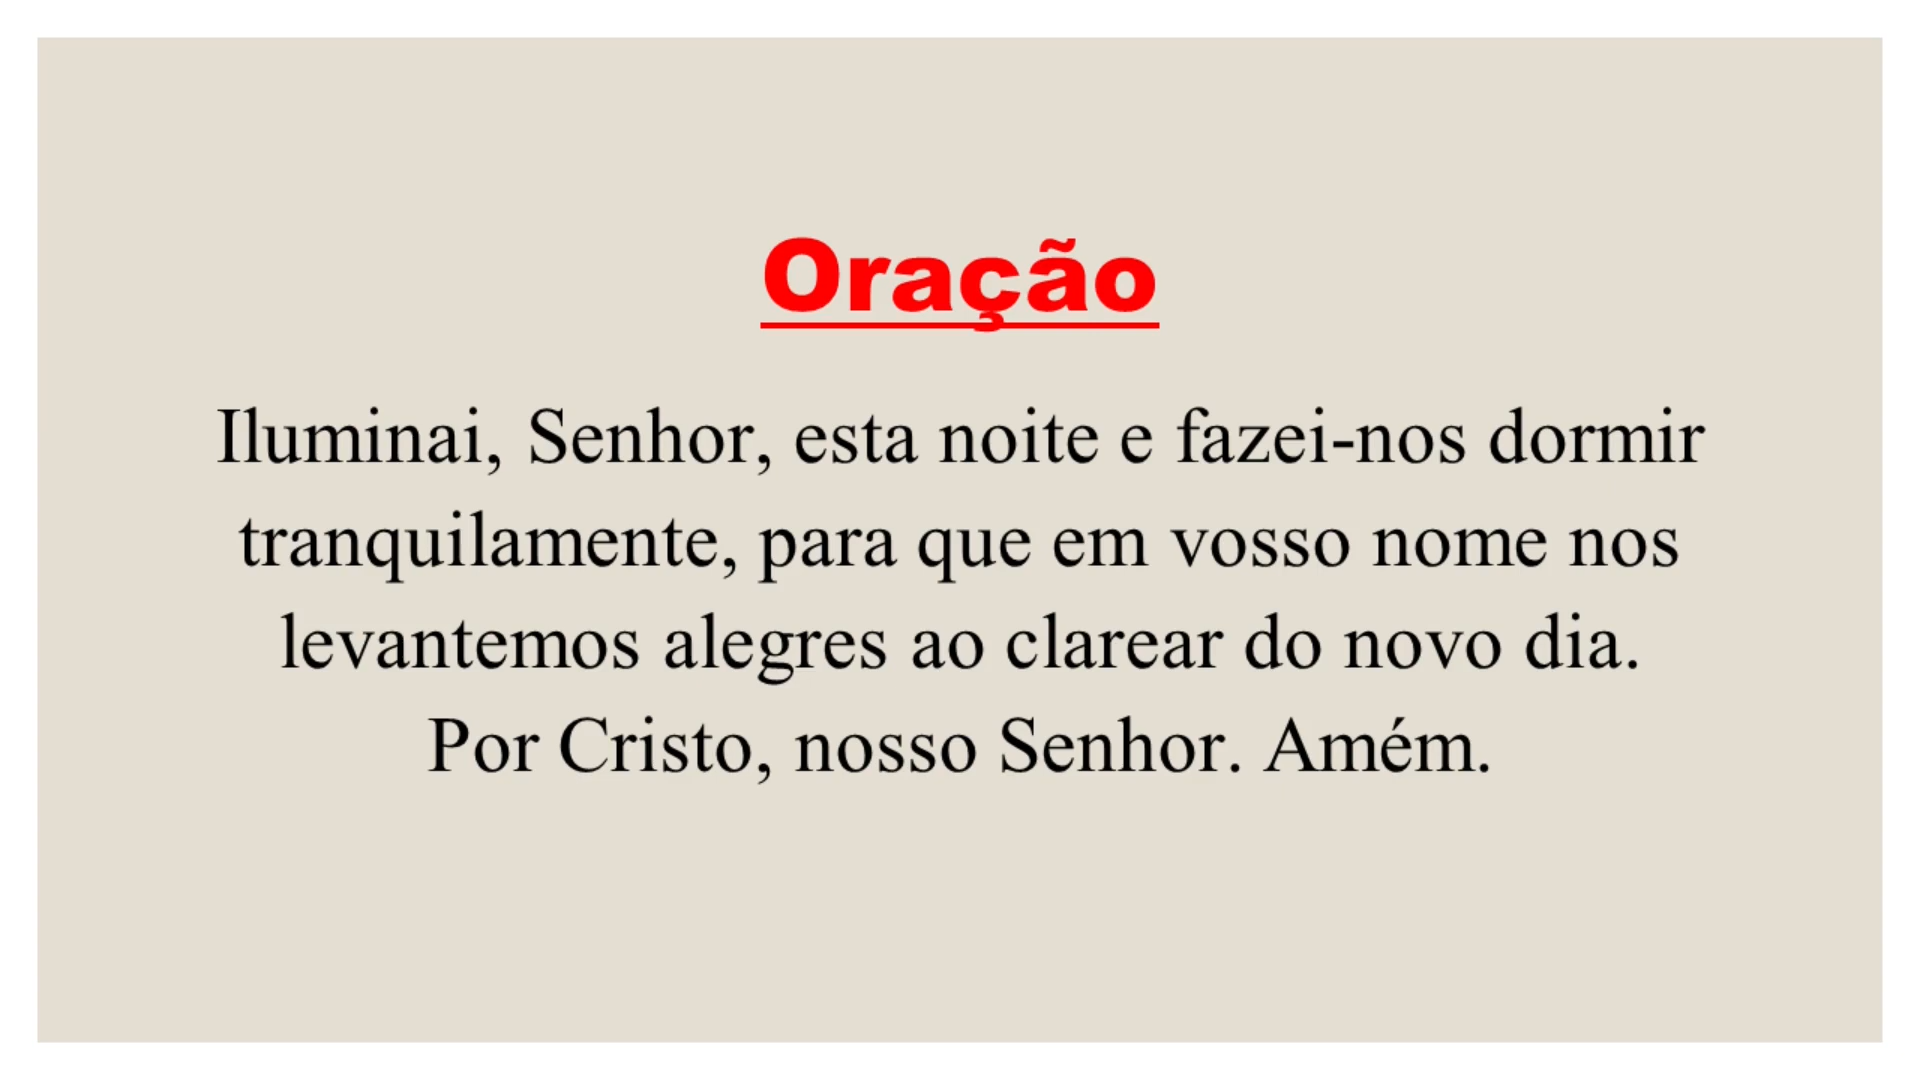 Oração
Iluminai, Senhor, esta noite e fazei-nos dormir
tranquilamente, para que em vosso nome nos
levantemos alegres ao clarear do novo dia.
Por Cristo, nosso Senhor. Amém.